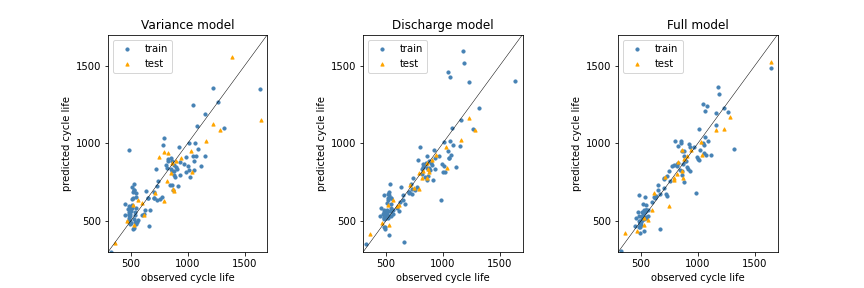 Variance model
train
test
1500
1000
500
predicted cycle life
500
1000
1500
observed cycle life
Discharge model
train
test
1500
1000
500
predicted cycle life
500
1000
1500
observed cycle life
Full model
train
test
1500
1000
500
predicted cycle life
500
1000
1500
observed cycle life